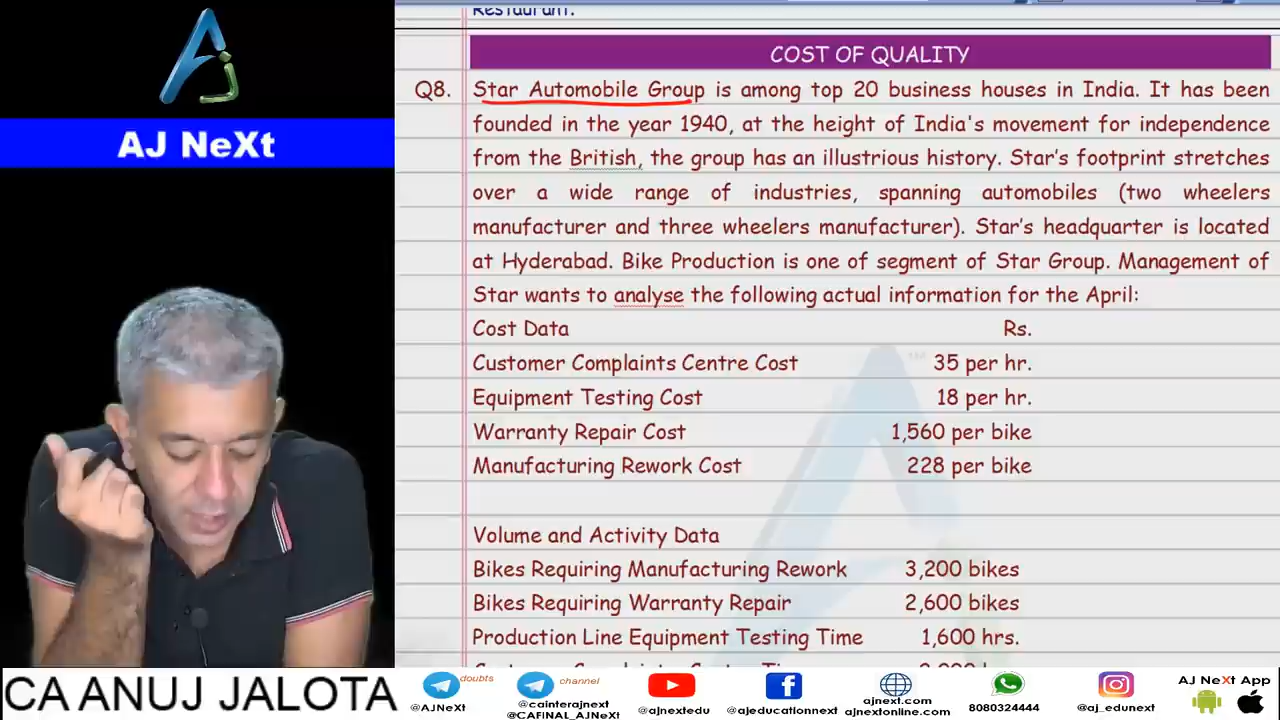 Restaurant.
AJ NeXt
COST OF QUALITY
Q8. Star Automobile Group is among top 20 business houses in India. It has been
founded in the year 1940, at the height of India's movement for independence
from the British, the group has an illustrious history. Star's footprint stretches
over a wide range of industries, spanning automobiles (two wheelers
manufacturer and three wheelers manufacturer). Star's headquarter is located
at Hyderabad. Bike Production is one of segment of Star Group. Management of
Star wants to analyse the following actual information for the April:
Cost Data Rs.
Customer Complaints Centre Cost 35 per hr.
Equipment Testing Cost 18 per hr.
Warranty Repair Cost 1,560 per bike
Manufacturing Rework Cost 228 per bike
Volume and Activity Data
Bikes Requiring Manufacturing Rework 3,200 bikes
Bikes Requiring Warranty Repair 2,600 bikes
Production Line Equipment Testing Time 1,600 hrs.
CA ANUJ JALOTA
doubts
@AJNeXt
channel
@cainterajnext
@CAFINAL_AJNeXt
@ajnextedu
@ajeducationnext
ajnext.com
ajnextonline.com
8080324444
@aj_edunext
AJ NeXt App